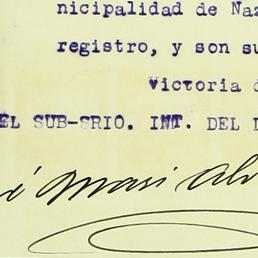 nicipalidad de Naz
registro, y son su
Victoria d
EL SUB-SRIO. INT. DEL D